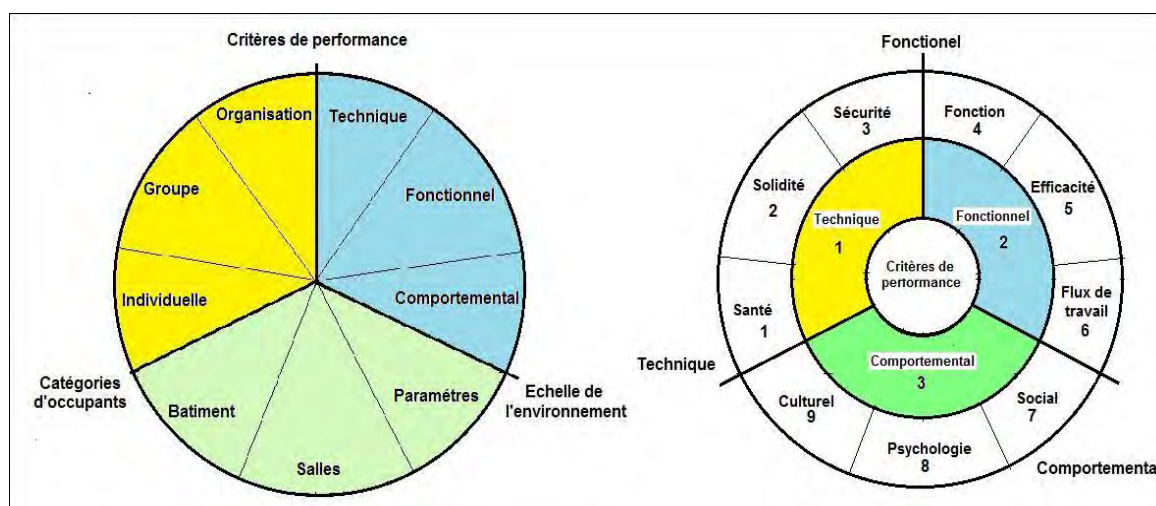 Critères de performance
Organisation
Technique
Groupe
Fonctionnel
Individuelle
Comportemental
Catégories
d'occupants
Batiment
Paramétres
Echelle de
l'environnement
Salles
Fonctionel
Sécurité
3
Fonction
4
Solidité
2
Efficacité
5
Technique
1
Fonctionnel
2
Critères de
performance
Santé
1
Flux de
travail
6
Technique
Comportemental
3
Culturel
9
Social
7
Psychologie
8
Comportementa